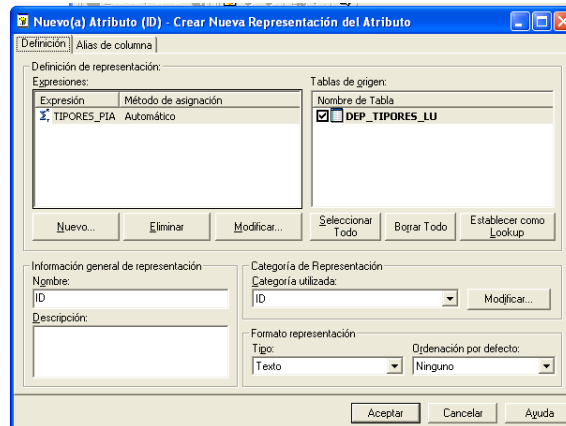 Nuevo(a) Atributo (ID) - Crear Nueva Representación del Atributo
Definición Alias de columna
Definición de representación:
Expresiones:
Tablas de origen:
Expresión Método de asignación
Nombre de Tabla
TIPORES_PIA Automático
DEP_TIPORES_LU
Nuevo... Eliminar Modificar...
Seleccionar Todo
Borrar Todo
Establecer como Lookup
Información general de representación
Nombre:
ID
Descripción:
Categoría de Representación
Categoría utilizada:
ID
Modificar...
Formato representación
Tipo:
Ordenación por defecto:
Texto
Ninguno
Aceptar Cancelar Ayuda